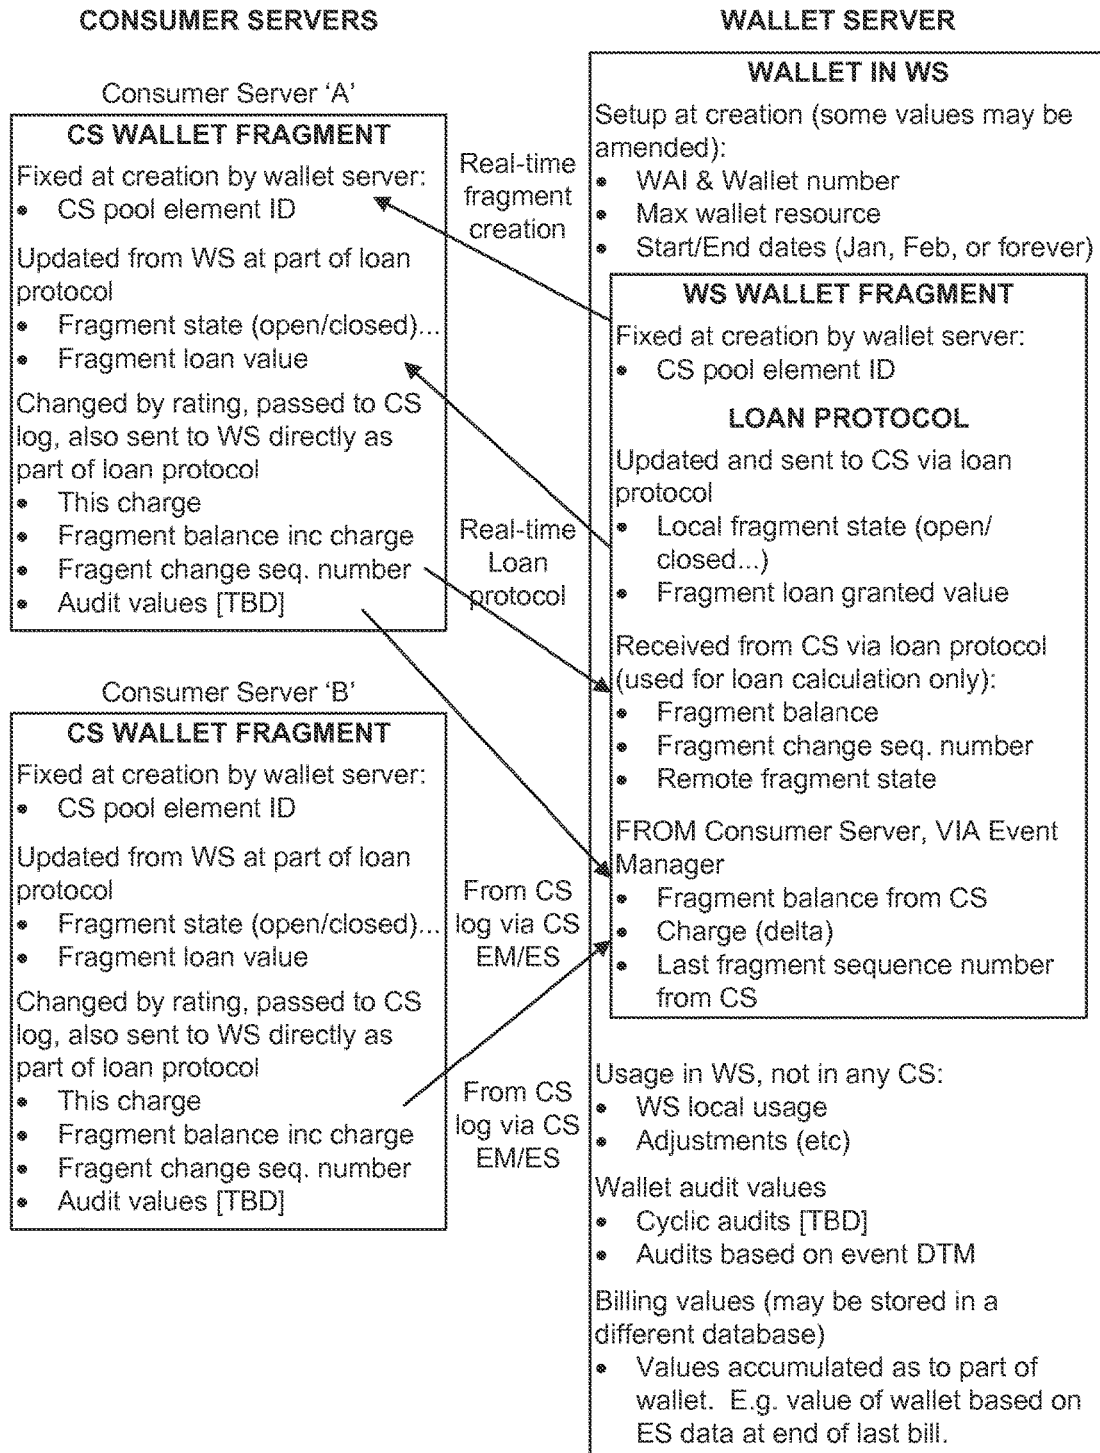 CONSUMER SERVERS
Consumer Server 'A'
CS WALLET FRAGMENT
Fixed at creation by wallet server:
• CS pool element ID
Updated from WS at part of loan
protocol
• Fragment state (open/closed)...
• Fragment loan value
Changed by rating, passed to CS
log, also sent to WS directly as
part of loan protocol
• This charge
• Fragment balance inc charge
• Fragent change seq. number
• Audit values [TBD]
Consumer Server 'B'
CS WALLET FRAGMENT
Fixed at creation by wallet server:
• CS pool element ID
Updated from WS at part of loan
protocol
• Fragment state (open/closed)...
• Fragment loan value
Changed by rating, passed to CS
log, also sent to WS directly as
part of loan protocol
• This charge
• Fragment balance inc charge
• Fragent change seq. number
• Audit values [TBD]
Real-time
fragment
creation
Real-time
Loan
protocol
From CS
log via CS
EM/ES
From CS
log via CS
EM/ES
WALLET SERVER
WALLET IN WS
Setup at creation (some values may be
amended):
• WAI & Wallet number
• Max wallet resource
• Start/End dates (Jan, Feb, or forever)
WS WALLET FRAGMENT
Fixed at creation by wallet server:
• CS pool element ID
LOAN PROTOCOL
Updated and sent to CS via loan
protocol
• Local fragment state (open/
closed...)
• Fragment loan granted value
Received from CS via loan protocol
(used for loan calculation only):
• Fragment balance
• Fragment change seq. number
• Remote fragment state
FROM Consumer Server, VIA Event
Manager
• Fragment balance from CS
• Charge (delta)
• Last fragment sequence number
from CS
Usage in WS, not in any CS:
• WS local usage
• Adjustments (etc)
Wallet audit values
• Cyclic audits [TBD]
• Audits based on event DTM
Billing values (may be stored in a
different database)
• Values accumulated as to part of
wallet. E.g. value of wallet based on
ES data at end of last bill.